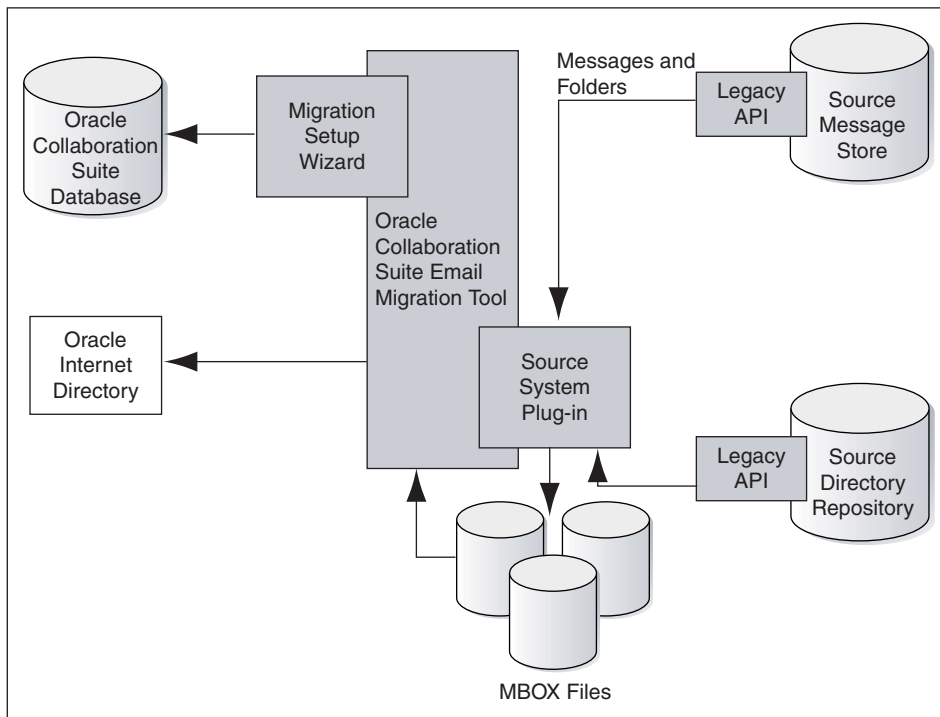 Oracle
Collaboration
Suite
Database
Migration
Setup
Wizard
Messages and
Folders
Legacy
API
Source
Message
Store
Oracle
Collaboration
Suite Email
Migration Tool
Oracle
Internet
Directory
Source
System
Plug-in
Legacy
API
Source
Directory
Repository
MBOX Files